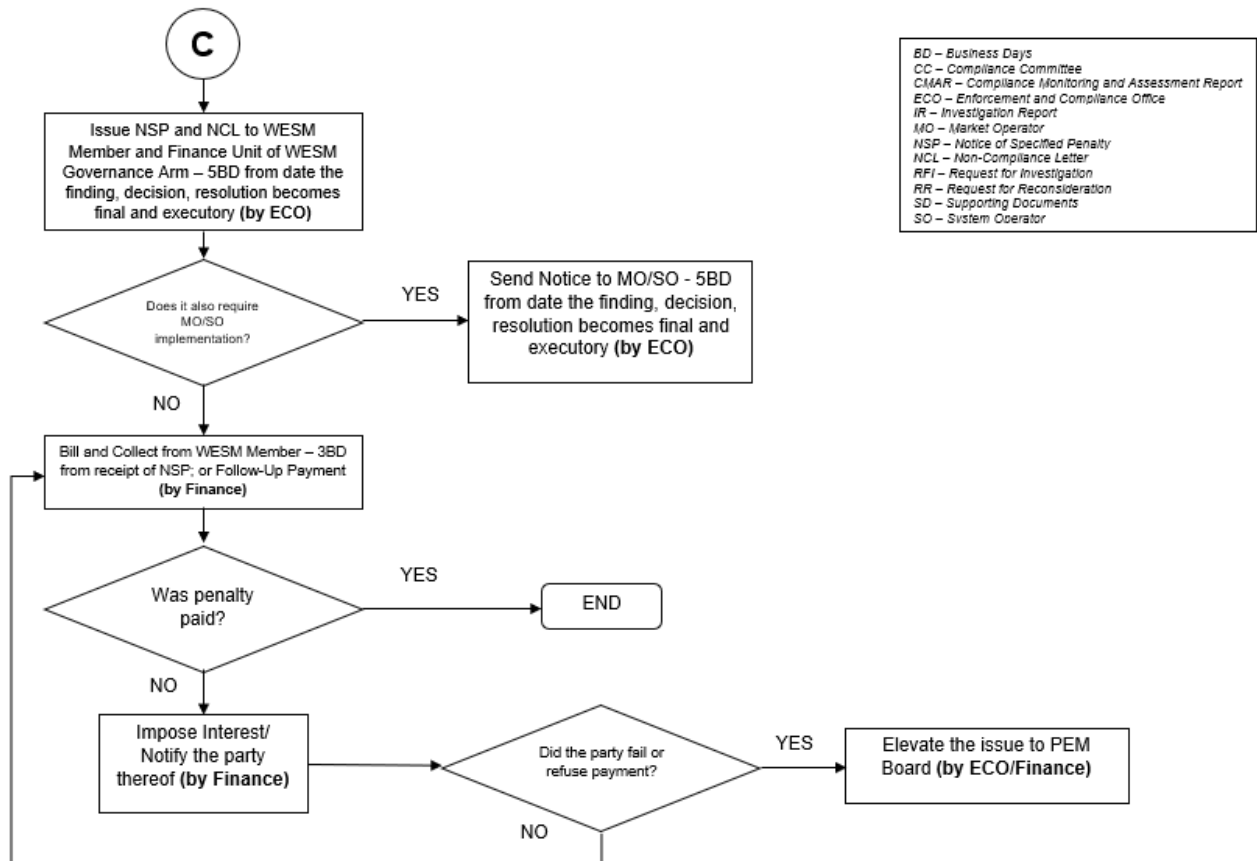 C
BD – Business Days
CC – Compliance Committee
CMAR – Compliance Monitoring and Assessment Report
ECO – Enforcement and Compliance Office
IR – Investigation Report
MO – Market Operator
NSP – Notice of Specified Penalty
NCL – Non-Compliance Letter
RFI – Request for Investigation
RR – Request for Reconsideration
SD – Supporting Documents
SO – System Operator
Issue NSP and NCL to WESM
Member and Finance Unit of WESM
Governance Arm – 5BD from date the
finding, decision, resolution becomes
final and executory (by ECO)
Does it also require
MO/SO
implementation?
YES
Send Notice to MO/SO - 5BD
from date the finding, decision,
resolution becomes final and
executory (by ECO)
NO
Bill and Collect from WESM Member – 3BD
from receipt of NSP; or Follow-Up Payment
(by Finance)
Was penalty
paid?
YES
END
NO
Impose Interest/
Notify the party
thereof (by Finance)
Did the party fail or
refuse payment?
YES
Elevate the issue to PEM
Board (by ECO/Finance)
NO